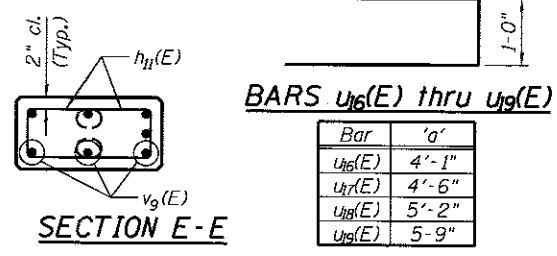 2" cl.
(Typ.)
h11(E)
v9(E)
SECTION E-E
1'-0"
BARS u16(E) thru u19(E)
Bar 'a'
u16(E) 4'-1"
u17(E) 4'-6"
u18(E) 5'-2"
u19(E) 5-9"